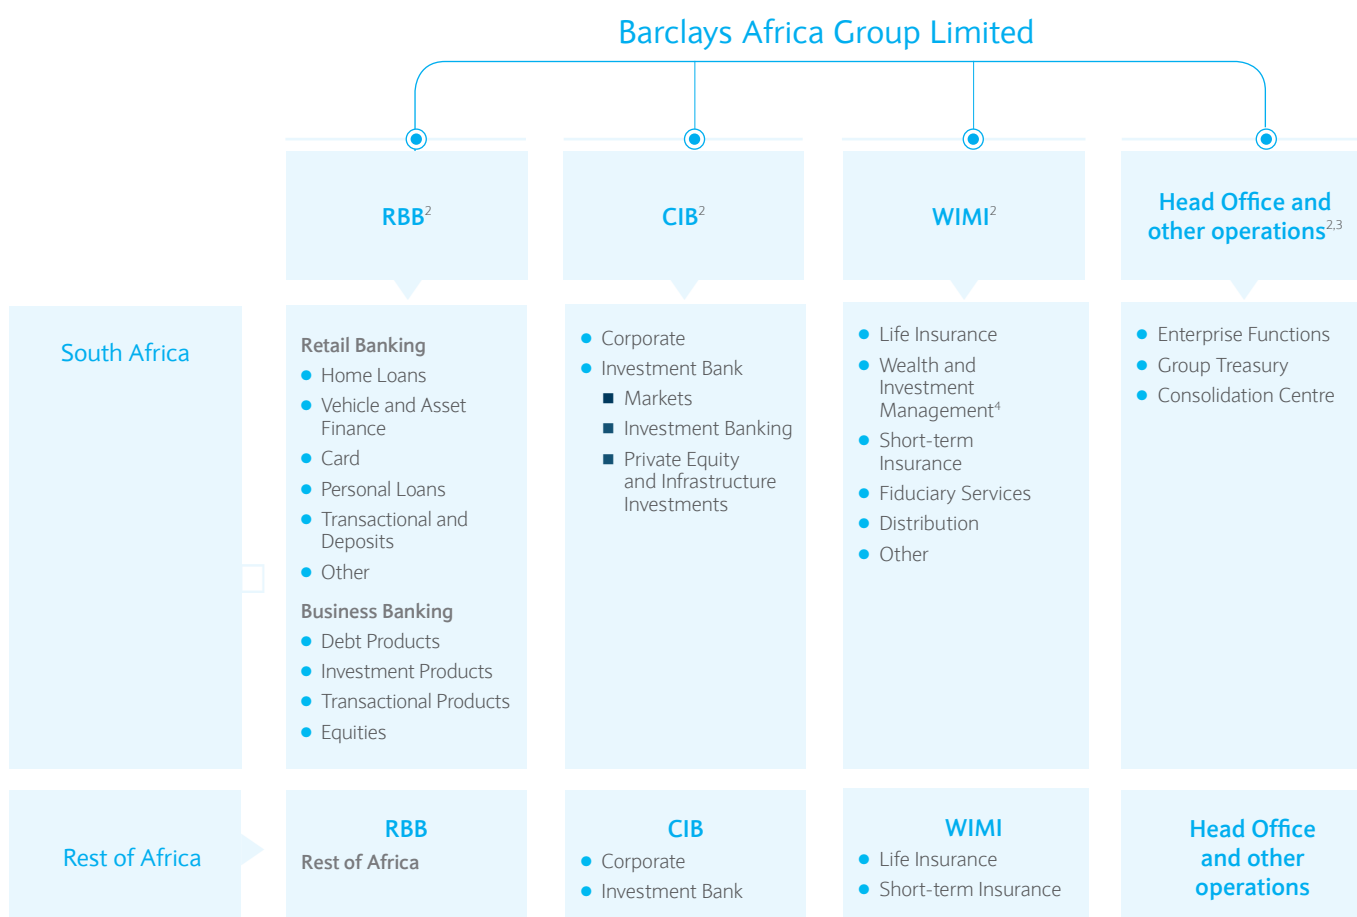 Barclays Africa Group Limited
RBB2
CIB2
WIMI2
Head Office and
other operations2,3
South Africa
Retail Banking
Home Loans
Vehicle and Asset
Finance
Card
Personal Loans
Transactional and
Deposits
Other
Business Banking
Debt Products
Investment Products
Transactional Products
Equities
Corporate
Investment Bank
Markets
Investment Banking
Private Equity
and Infrastructure
Investments
Life Insurance
Wealth and
Investment
Management4
Short-term
Insurance
Fiduciary Services
Distribution
Other
Enterprise Functions
Group Treasury
Consolidation Centre
Rest of Africa
RBB
Rest of Africa
CIB
Corporate
Investment Bank
WIMI
Life Insurance
Short-term Insurance
Head Office
and other
operations